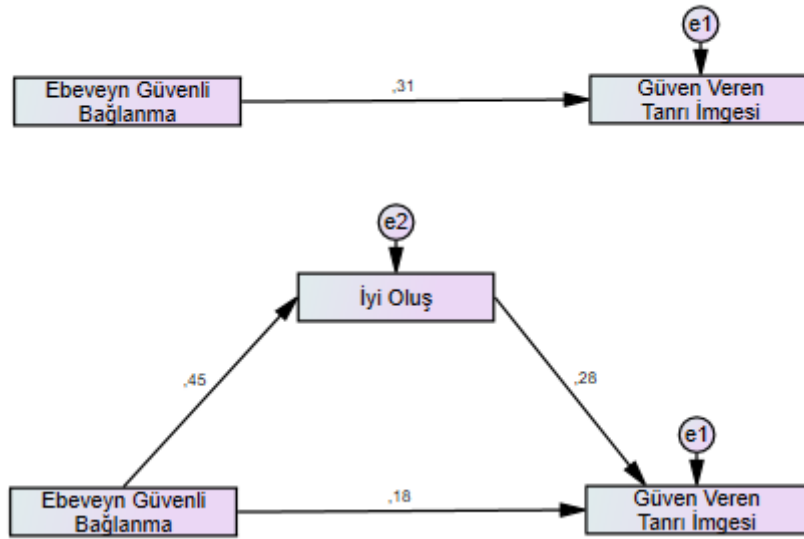 e1
Ebeveyn Güvenli
Bağlanma
,31
Güven Veren
Tanrı İmgesi
e2
İyi Oluş
,45
,28
e1
Ebeveyn Güvenli
Bağlanma
,18
Güven Veren
Tanrı İmgesi